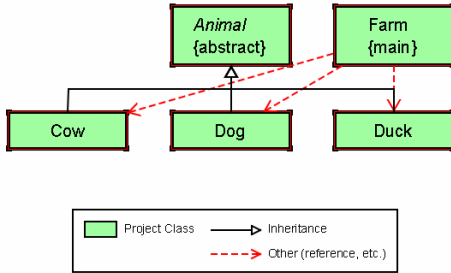 Animal
{abstract}
Farm
{main}
Cow
Dog
Duck
Project Class
Inheritance
Other (reference, etc.)